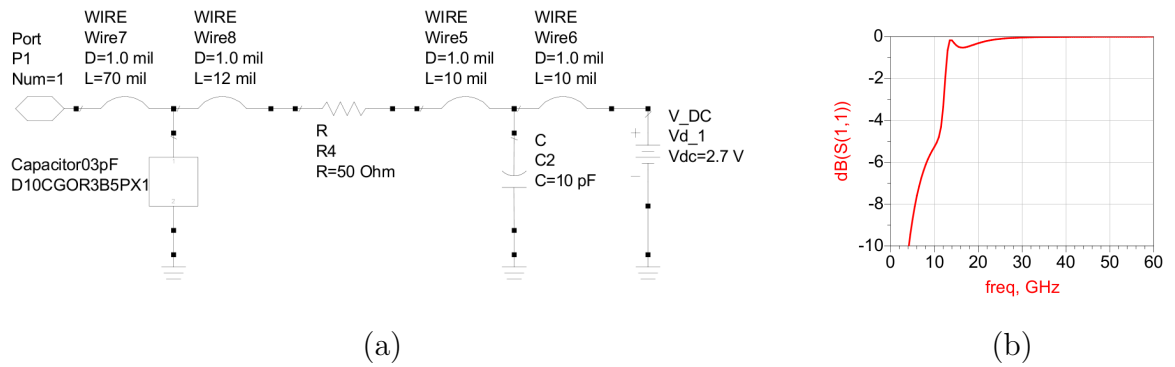 Port
P1
Num=1
WIRE
Wire7
D=1.0 mil
L=70 mil
WIRE
Wire8
D=1.0 mil
L=12 mil
WIRE
Wire5
D=1.0 mil
L=10 mil
WIRE
Wire6
D=1.0 mil
L=10 mil
Capacitor03pF
D10CGOR3B5PX1
R
R4
R=50 Ohm
C
C2
C=10 pF
V_DC
Vd_1
Vdc=2.7 V
(a)
dB(S(1,1))
0
-2
-4
-6
-8
-10
0 10 20 30 40 50 60
freq, GHz
(b)